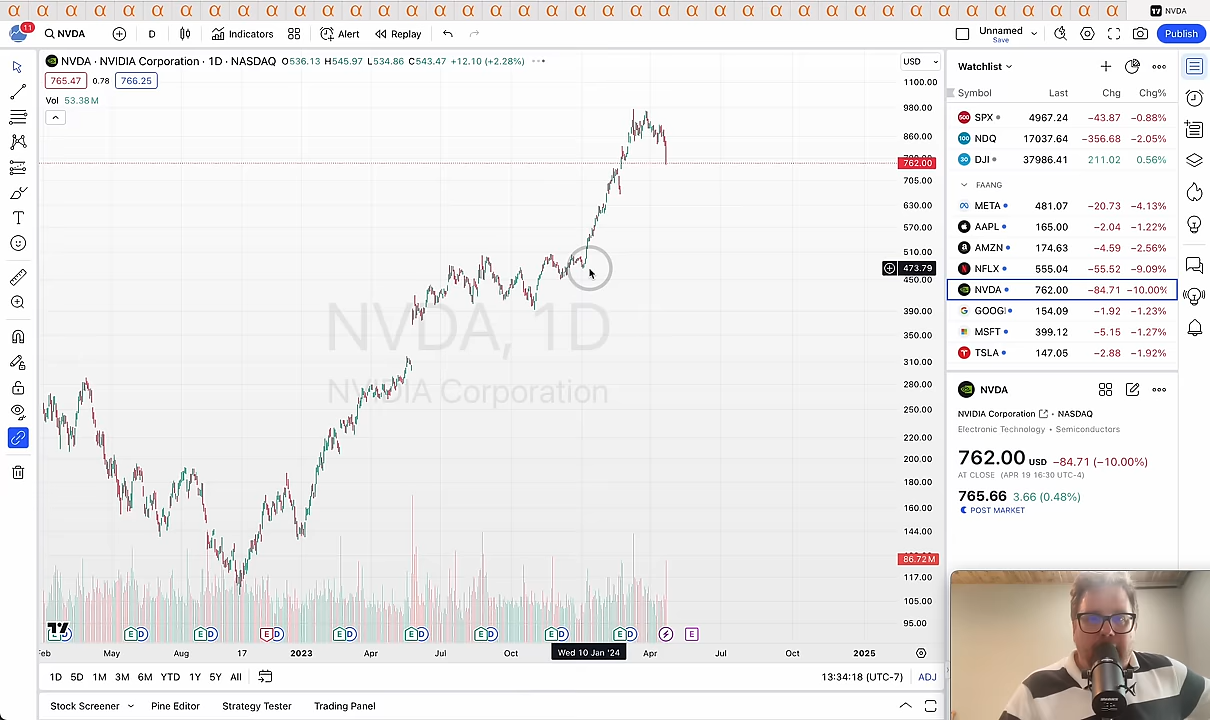 NVDA
11
NVDA
D
Indicators
Alert
Replay
Unnamed
Save
Publish
NVDA · NVIDIA Corporation · 1D · NASDAQ O536.13 H545.97 L534.86 C543.47 +12.10 (+2.28%)
765.47 0.78 766.25
Vol 53.38M
USD
1100.00
980.00
860.00
762.00
705.00
630.00
570.00
510.00
473.79
450.00
390.00
350.00
310.00
280.00
250.00
220.00
200.00
180.00
160.00
144.00
86.72M
117.00
105.00
95.00
NVDA, 1D
NVIDIA Corporation
E D E D E D E D E D E D E D E D E
Feb May Aug 17 2023 Apr Jul Oct Wed 10 Jan '24 Apr Jul Oct 2025
1D 5D 1M 3M 6M YTD 1Y 5Y All
13:34:18 (UTC-7) ADJ
Stock Screener Pine Editor Strategy Tester Trading Panel
Watchlist
Symbol Last Chg Chg%
500 SPX 4967.24 −43.87 −0.88%
100 NDQ 17037.64 −356.68 −2.05%
30 DJI 37986.41 211.02 0.56%
FAANG
META 481.07 −20.73 −4.13%
AAPL 165.00 −2.04 −1.22%
AMZN 174.63 −4.59 −2.56%
NFLX 555.04 −55.52 −9.09%
NVDA 762.00 −84.71 −10.00%
GOOG 154.09 −1.92 −1.23%
MSFT 399.12 −5.15 −1.27%
TSLA 147.05 −2.88 −1.92%
NVDA
NVIDIA Corporation · NASDAQ
Electronic Technology · Semiconductors
762.00 USD −84.71 (−10.00%)
AT CLOSE (APR 19 16:30 UTC-4)
765.66 3.66 (0.48%)
POST MARKET